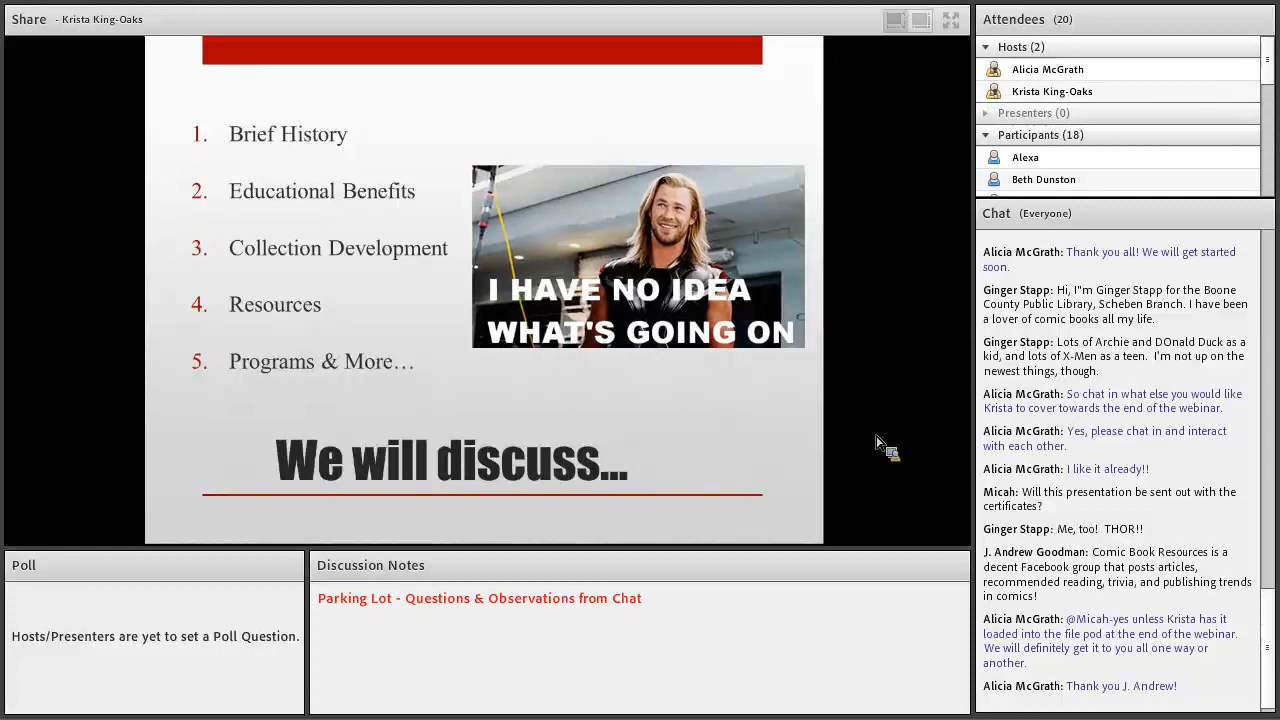 Share - Krista King-Oaks
1. Brief History
2. Educational Benefits
3. Collection Development
4. Resources
5. Programs & More...
I HAVE NO IDEA
WHAT'S GOING ON
We will discuss...
Poll
Hosts/Presenters are yet to set a Poll Question.
Discussion Notes
Parking Lot - Questions & Observations from Chat
Attendees (20)
Hosts (2)
Alicia McGrath
Krista King-Oaks
Presenters (0)
Participants (18)
Alexa
Beth Dunston
Chat (Everyone)
Alicia McGrath: Thank you all! We will get started
soon.
Ginger Stapp: Hi, I"m Ginger Stapp for the Boone
County Public Library, Scheben Branch. I have been
a lover of comic books all my life.
Ginger Stapp: Lots of Archie and DOnald Duck as a
kid, and lots of X-Men as a teen. I'm not up on the
newest things, though.
Alicia McGrath: So chat in what else you would like
Krista to cover towards the end of the webinar.
Alicia McGrath: Yes, please chat in and interact
with each other.
Alicia McGrath: I like it already!!
Micah: Will this presentation be sent out with the
certificates?
Ginger Stapp: Me, too! THOR!!
J. Andrew Goodman: Comic Book Resources is a
decent Facebook group that posts articles,
recommended reading, trivia, and publishing trends
in comics!
Alicia McGrath: @Micah-yes unless Krista has it
loaded into the file pod at the end of the webinar.
We will definitely get it to you all one way or
another.
Alicia McGrath: Thank you J. Andrew!